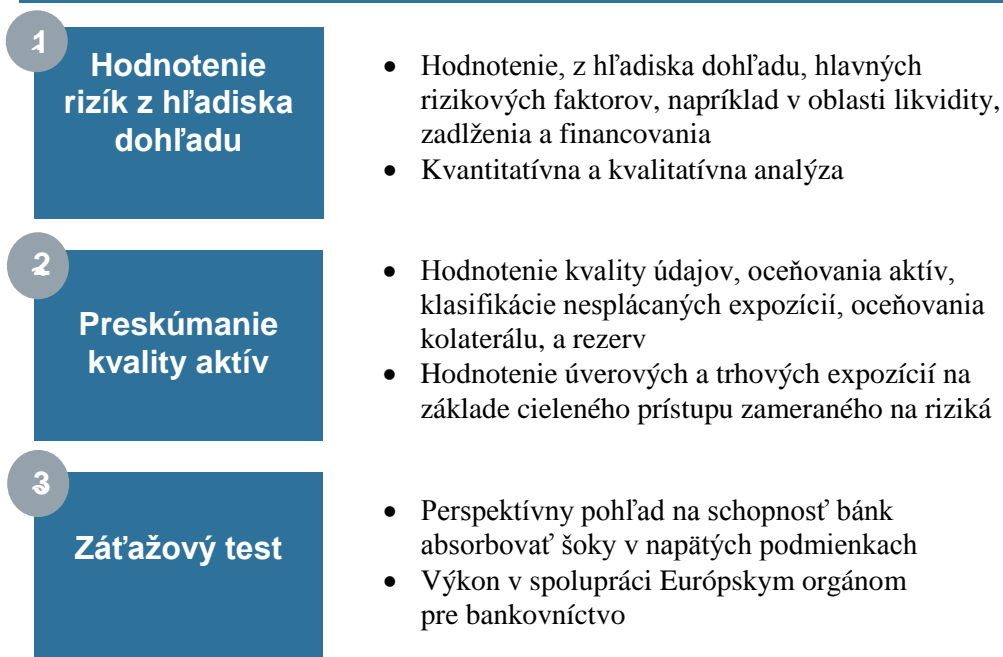 1
Hodnotenie
rizík z hľadiska
dohľadu
• Hodnotenie, z hľadiska dohľadu, hlavných
rizikových faktorov, napríklad v oblasti likvidity,
zadlženia a financovania
• Kvantitatívna a kvalitatívna analýza
2
Preskúmanie
kvality aktív
• Hodnotenie kvality údajov, oceňovania aktív,
klasifikácie nesplácaných expozícií, oceňovania
kolaterálu, a rezerv
• Hodnotenie úverových a trhových expozícií na
základe cieleného prístupu zameraného na riziká
3
Záťažový test
• Perspektívny pohľad na schopnosť bánk
absorbovať šoky v napätých podmienkach
• Výkon v spolupráci Európskym orgánom
pre bankovníctvo